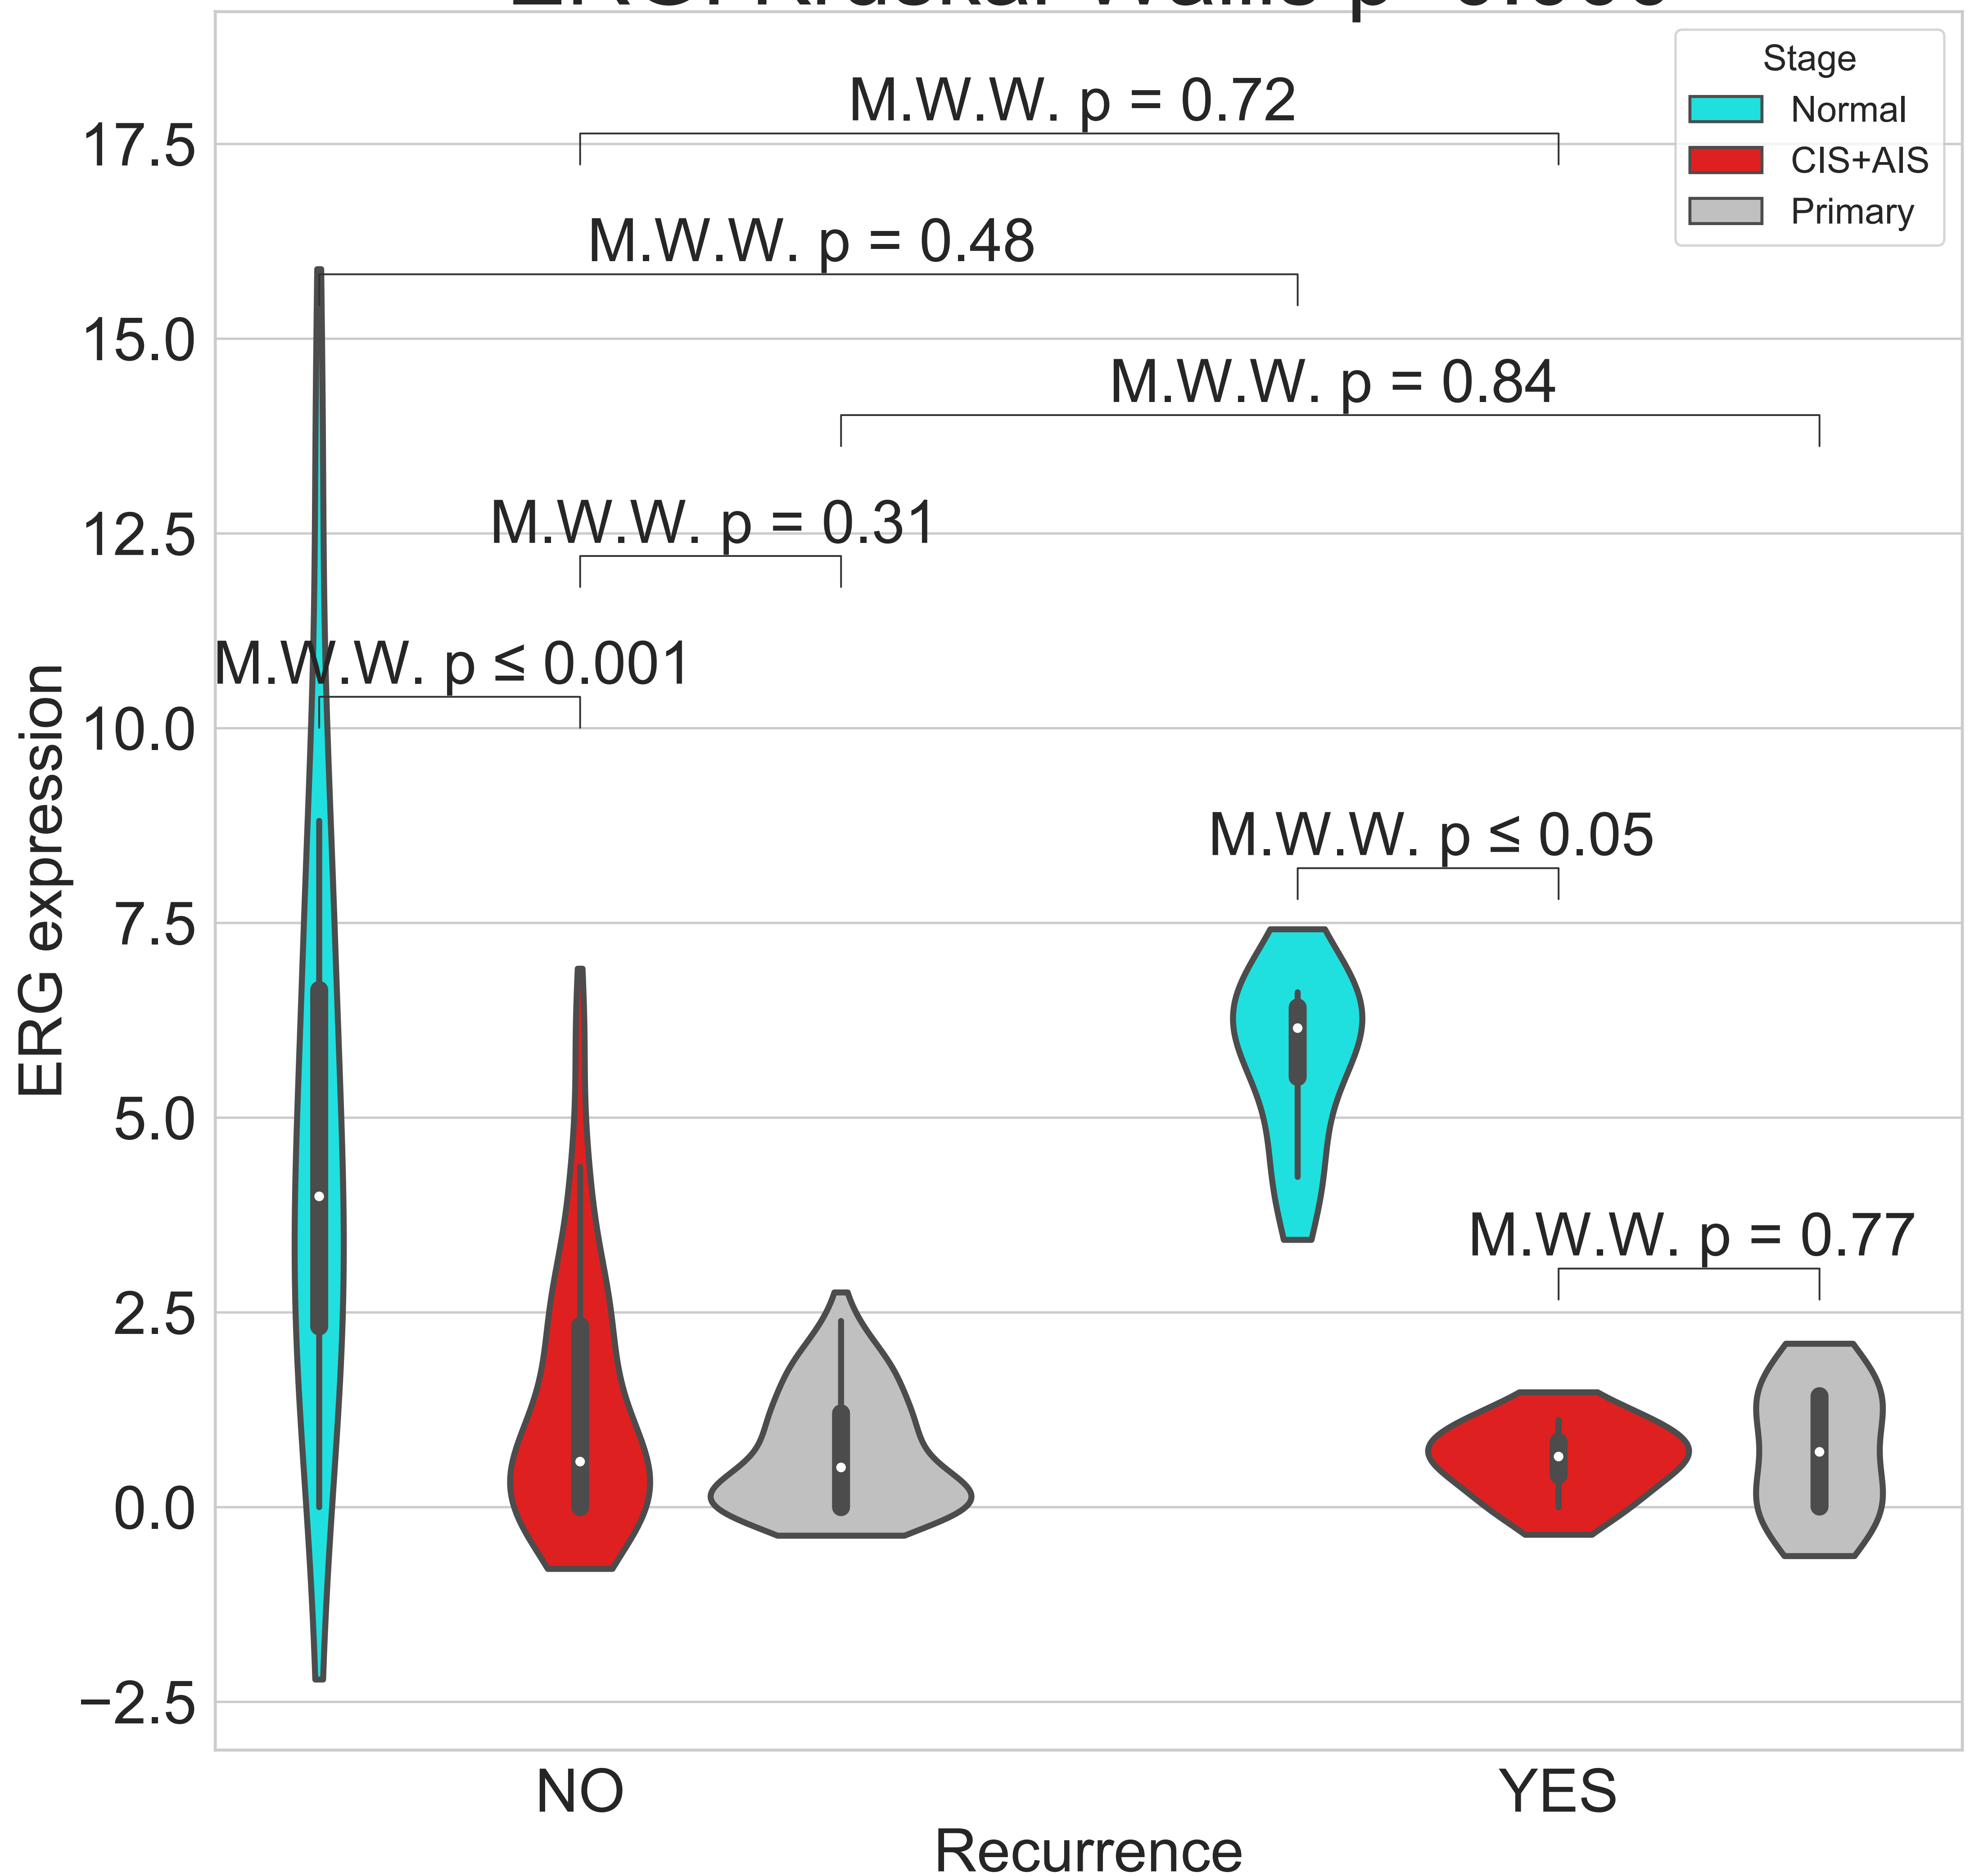 Stage
Normal
CIS+AIS
Primary
M.W.W. p = 0.72
M.W.W. p = 0.48
M.W.W. p = 0.84
M.W.W. p = 0.31
M.W.W. p ≤ 0.001
M.W.W. p ≤ 0.05
M.W.W. p = 0.77
17.5
15.0
12.5
10.0
7.5
5.0
2.5
0.0
−2.5
ERG expression
NO
YES
Recurrence